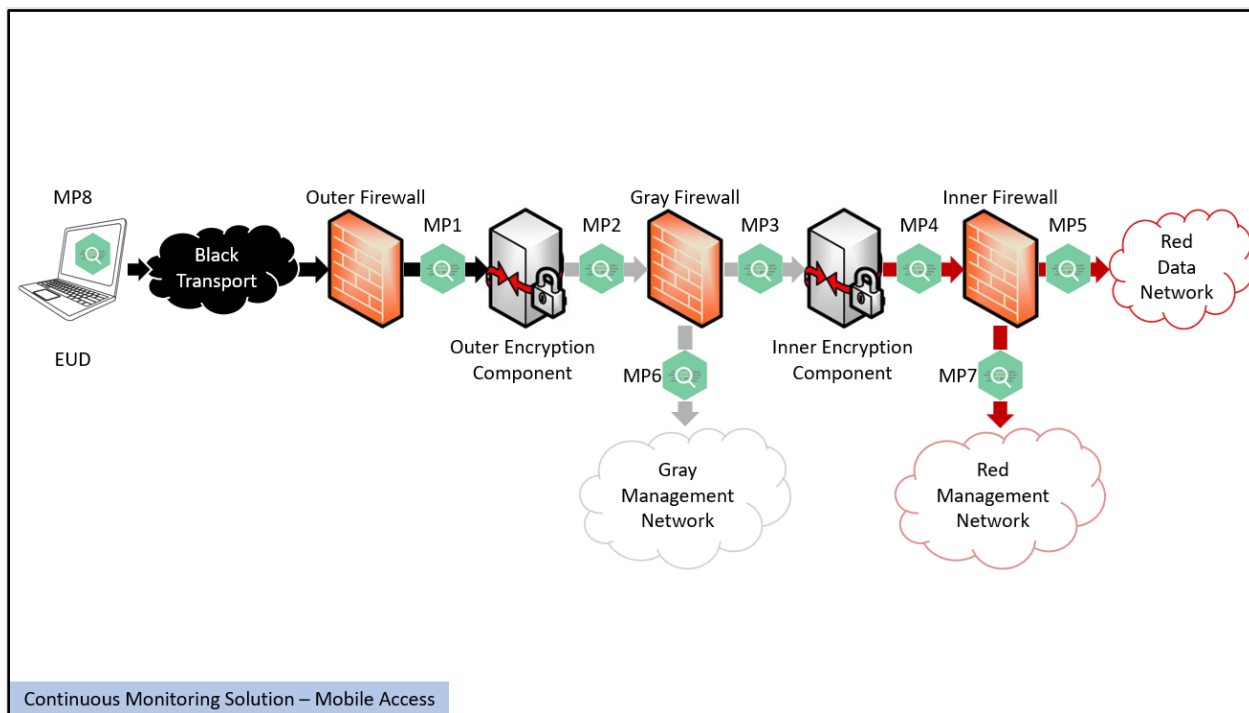 MP8
EUD
Black
Transport
Outer Firewall
MP1
Outer Encryption
Component
MP2
Gray Firewall
MP3
MP6
Gray
Management
Network
Inner Encryption
Component
MP4
Inner Firewall
MP5
MP7
Red
Management
Network
Red
Data
Network
Continuous Monitoring Solution – Mobile Access